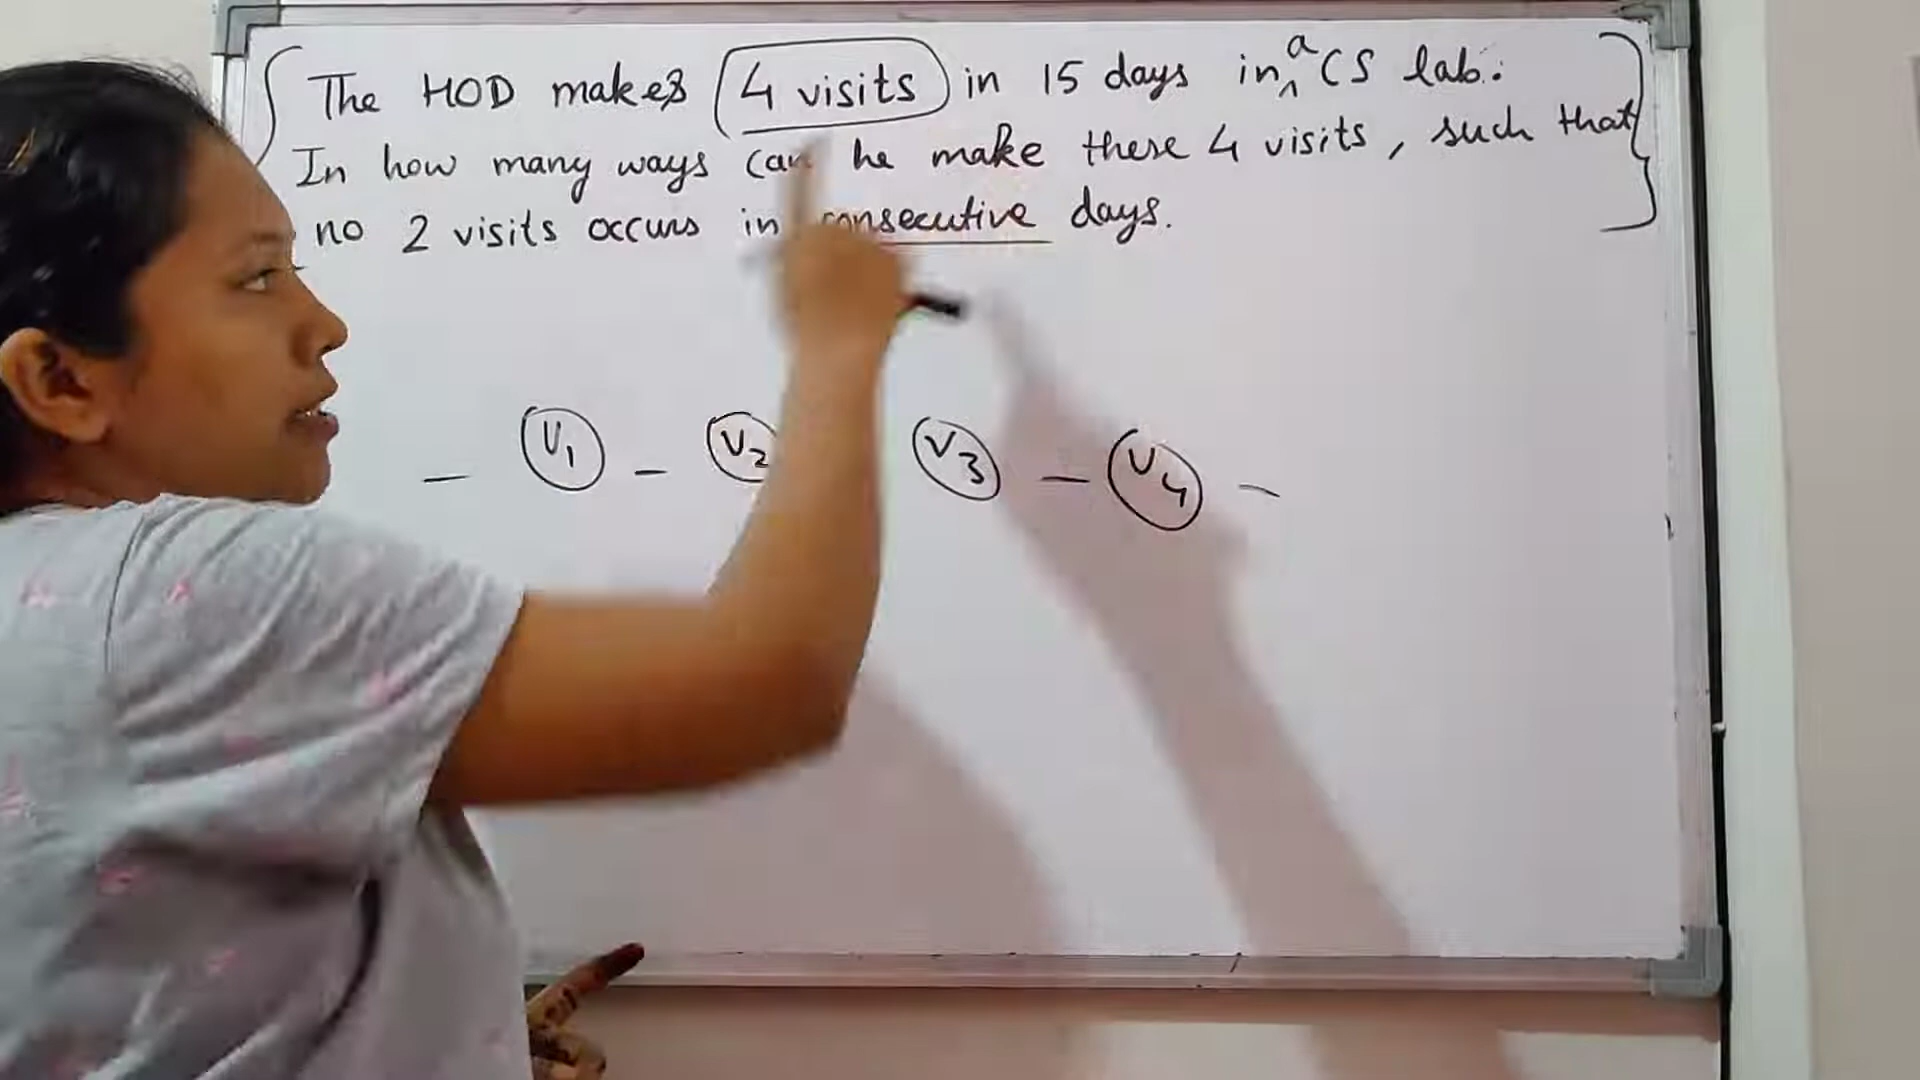 The HOD makes 4 visits in 15 days in a CS lab.
In how many ways can he make these 4 visits, such that
no 2 visits occurs in consecutive days.
_ V1 _ V2 V3 _ V4 _